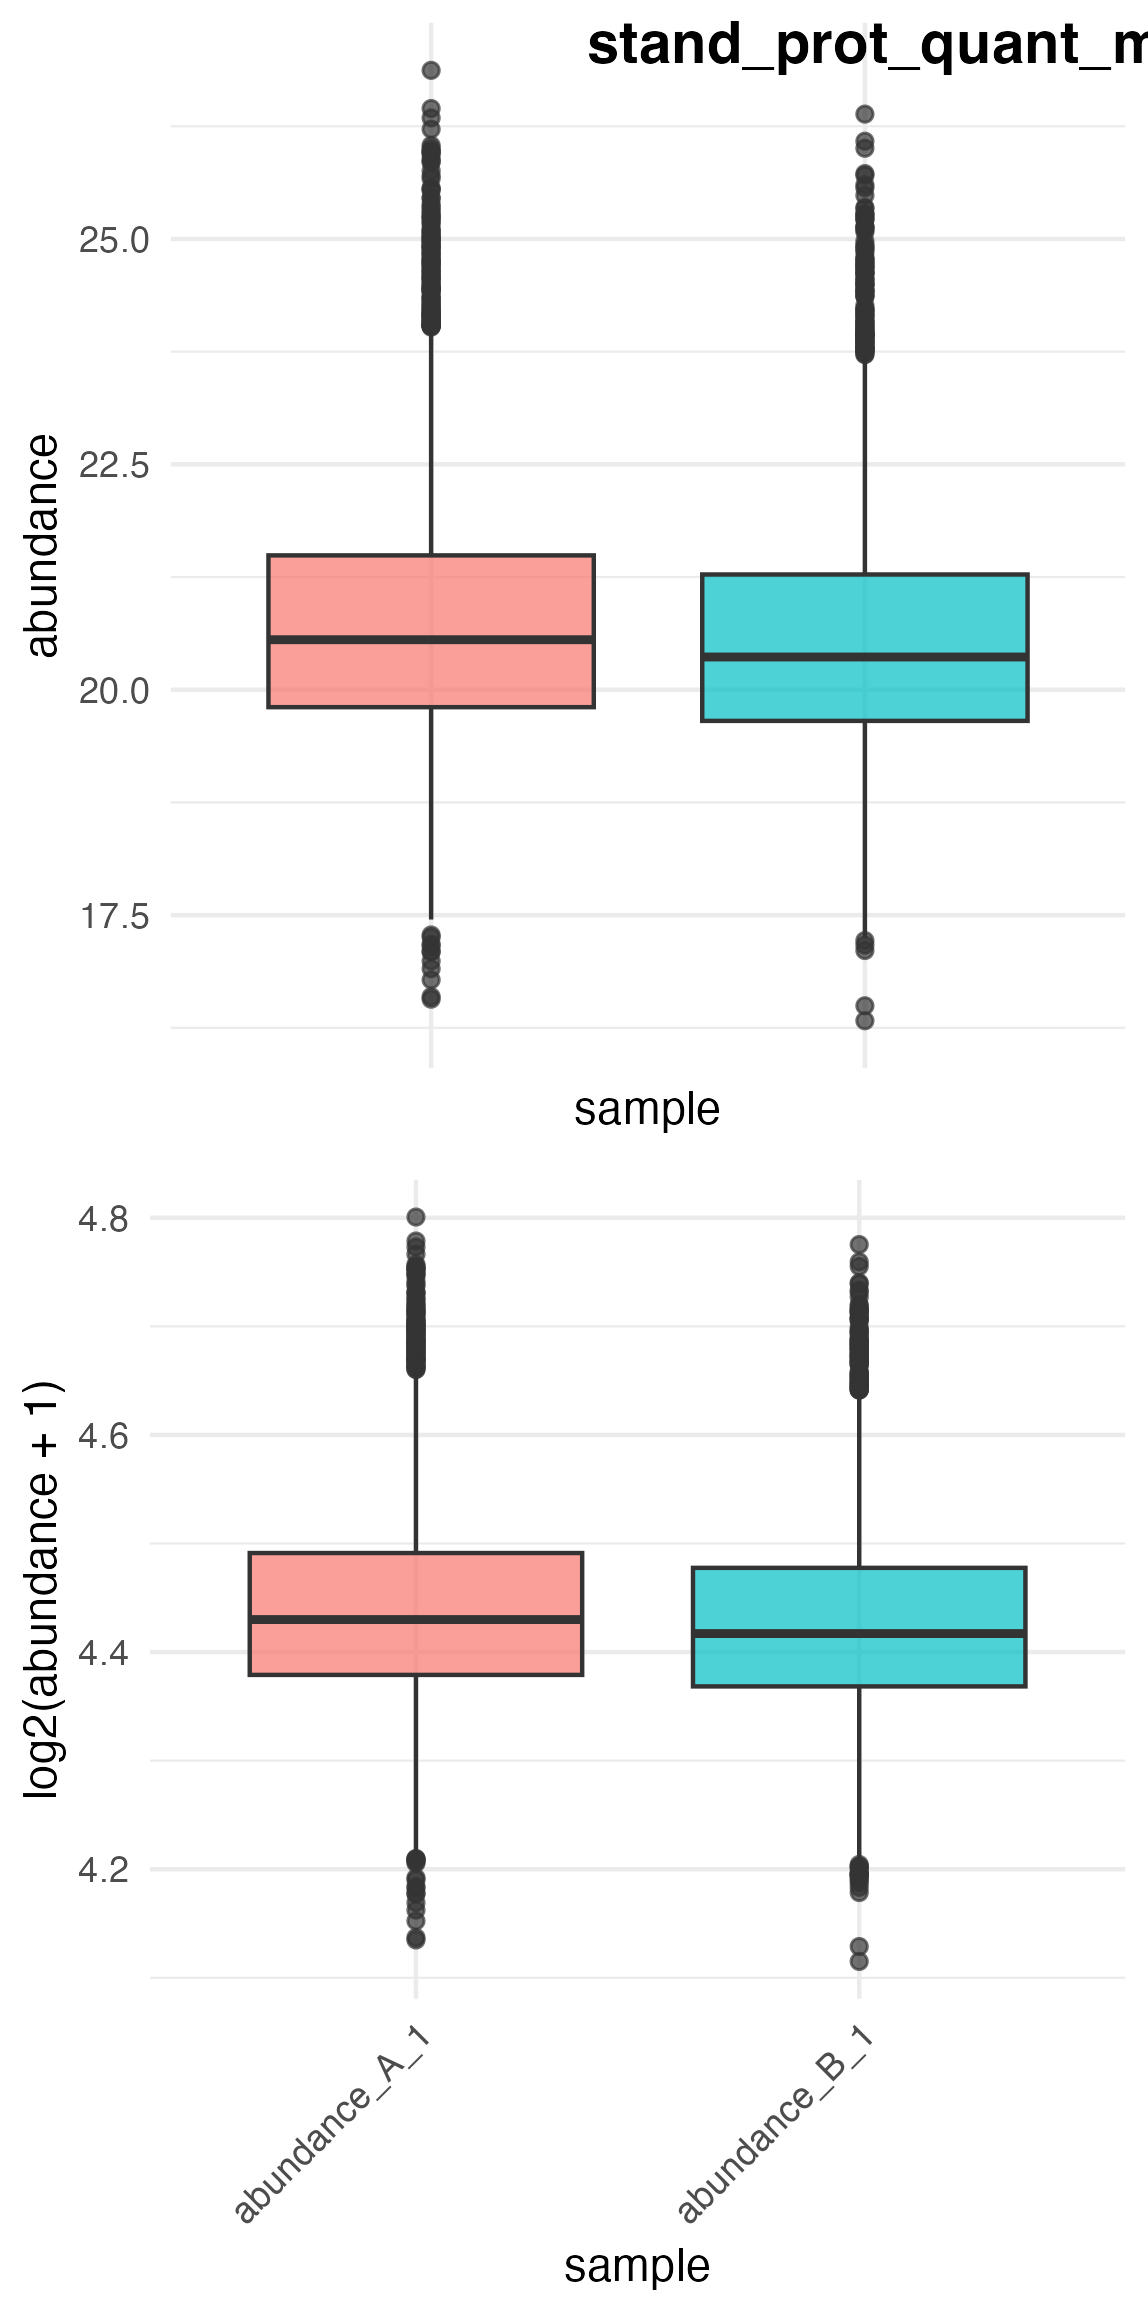 stand_prot_quant_m
abundance
25.0
22.5
20.0
17.5
sample
log2(abundance + 1)
4.8
4.6
4.4
4.2
abundance_A_1
abundance_B_1
sample